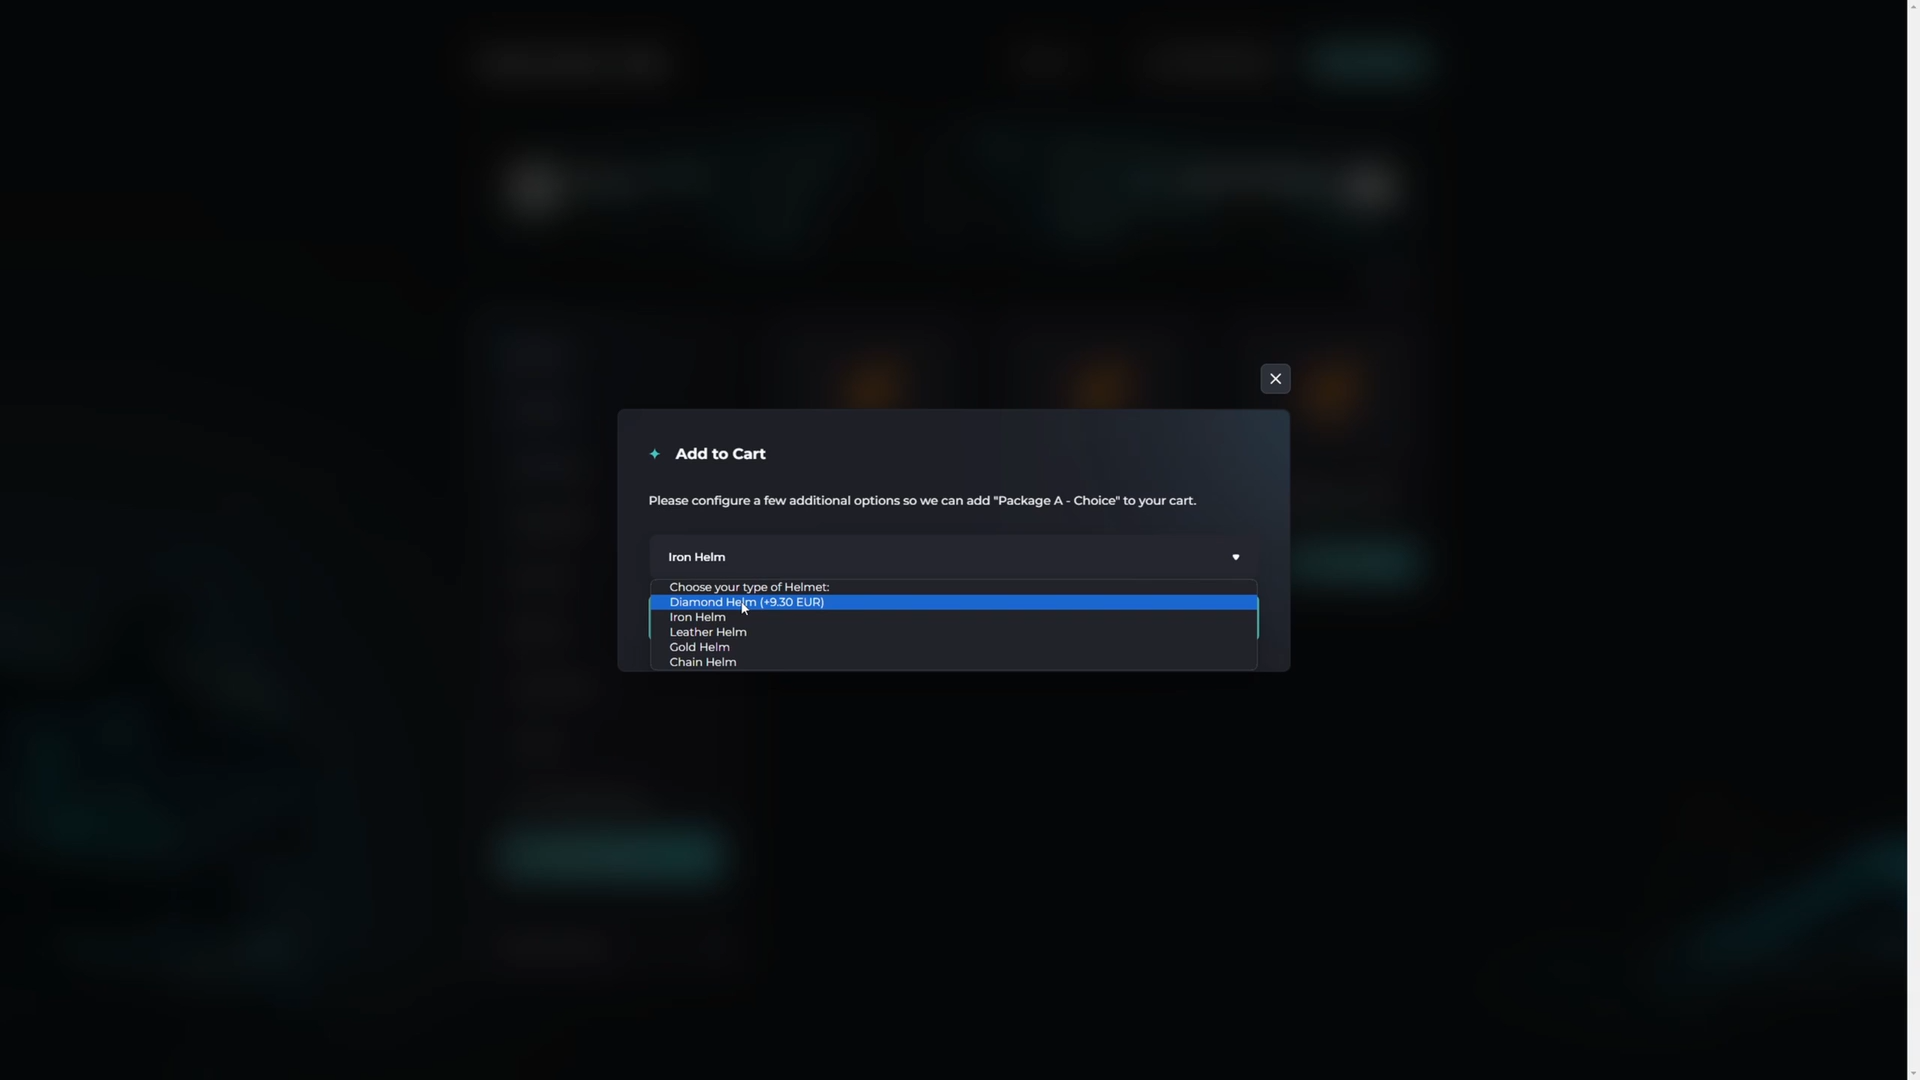 Add to Cart
Please configure a few additional options so we can add "Package A - Choice" to your cart.
Iron Helm
Choose your type of Helmet:
Diamond Helm (+9.30 EUR)
Iron Helm
Leather Helm
Gold Helm
Chain Helm